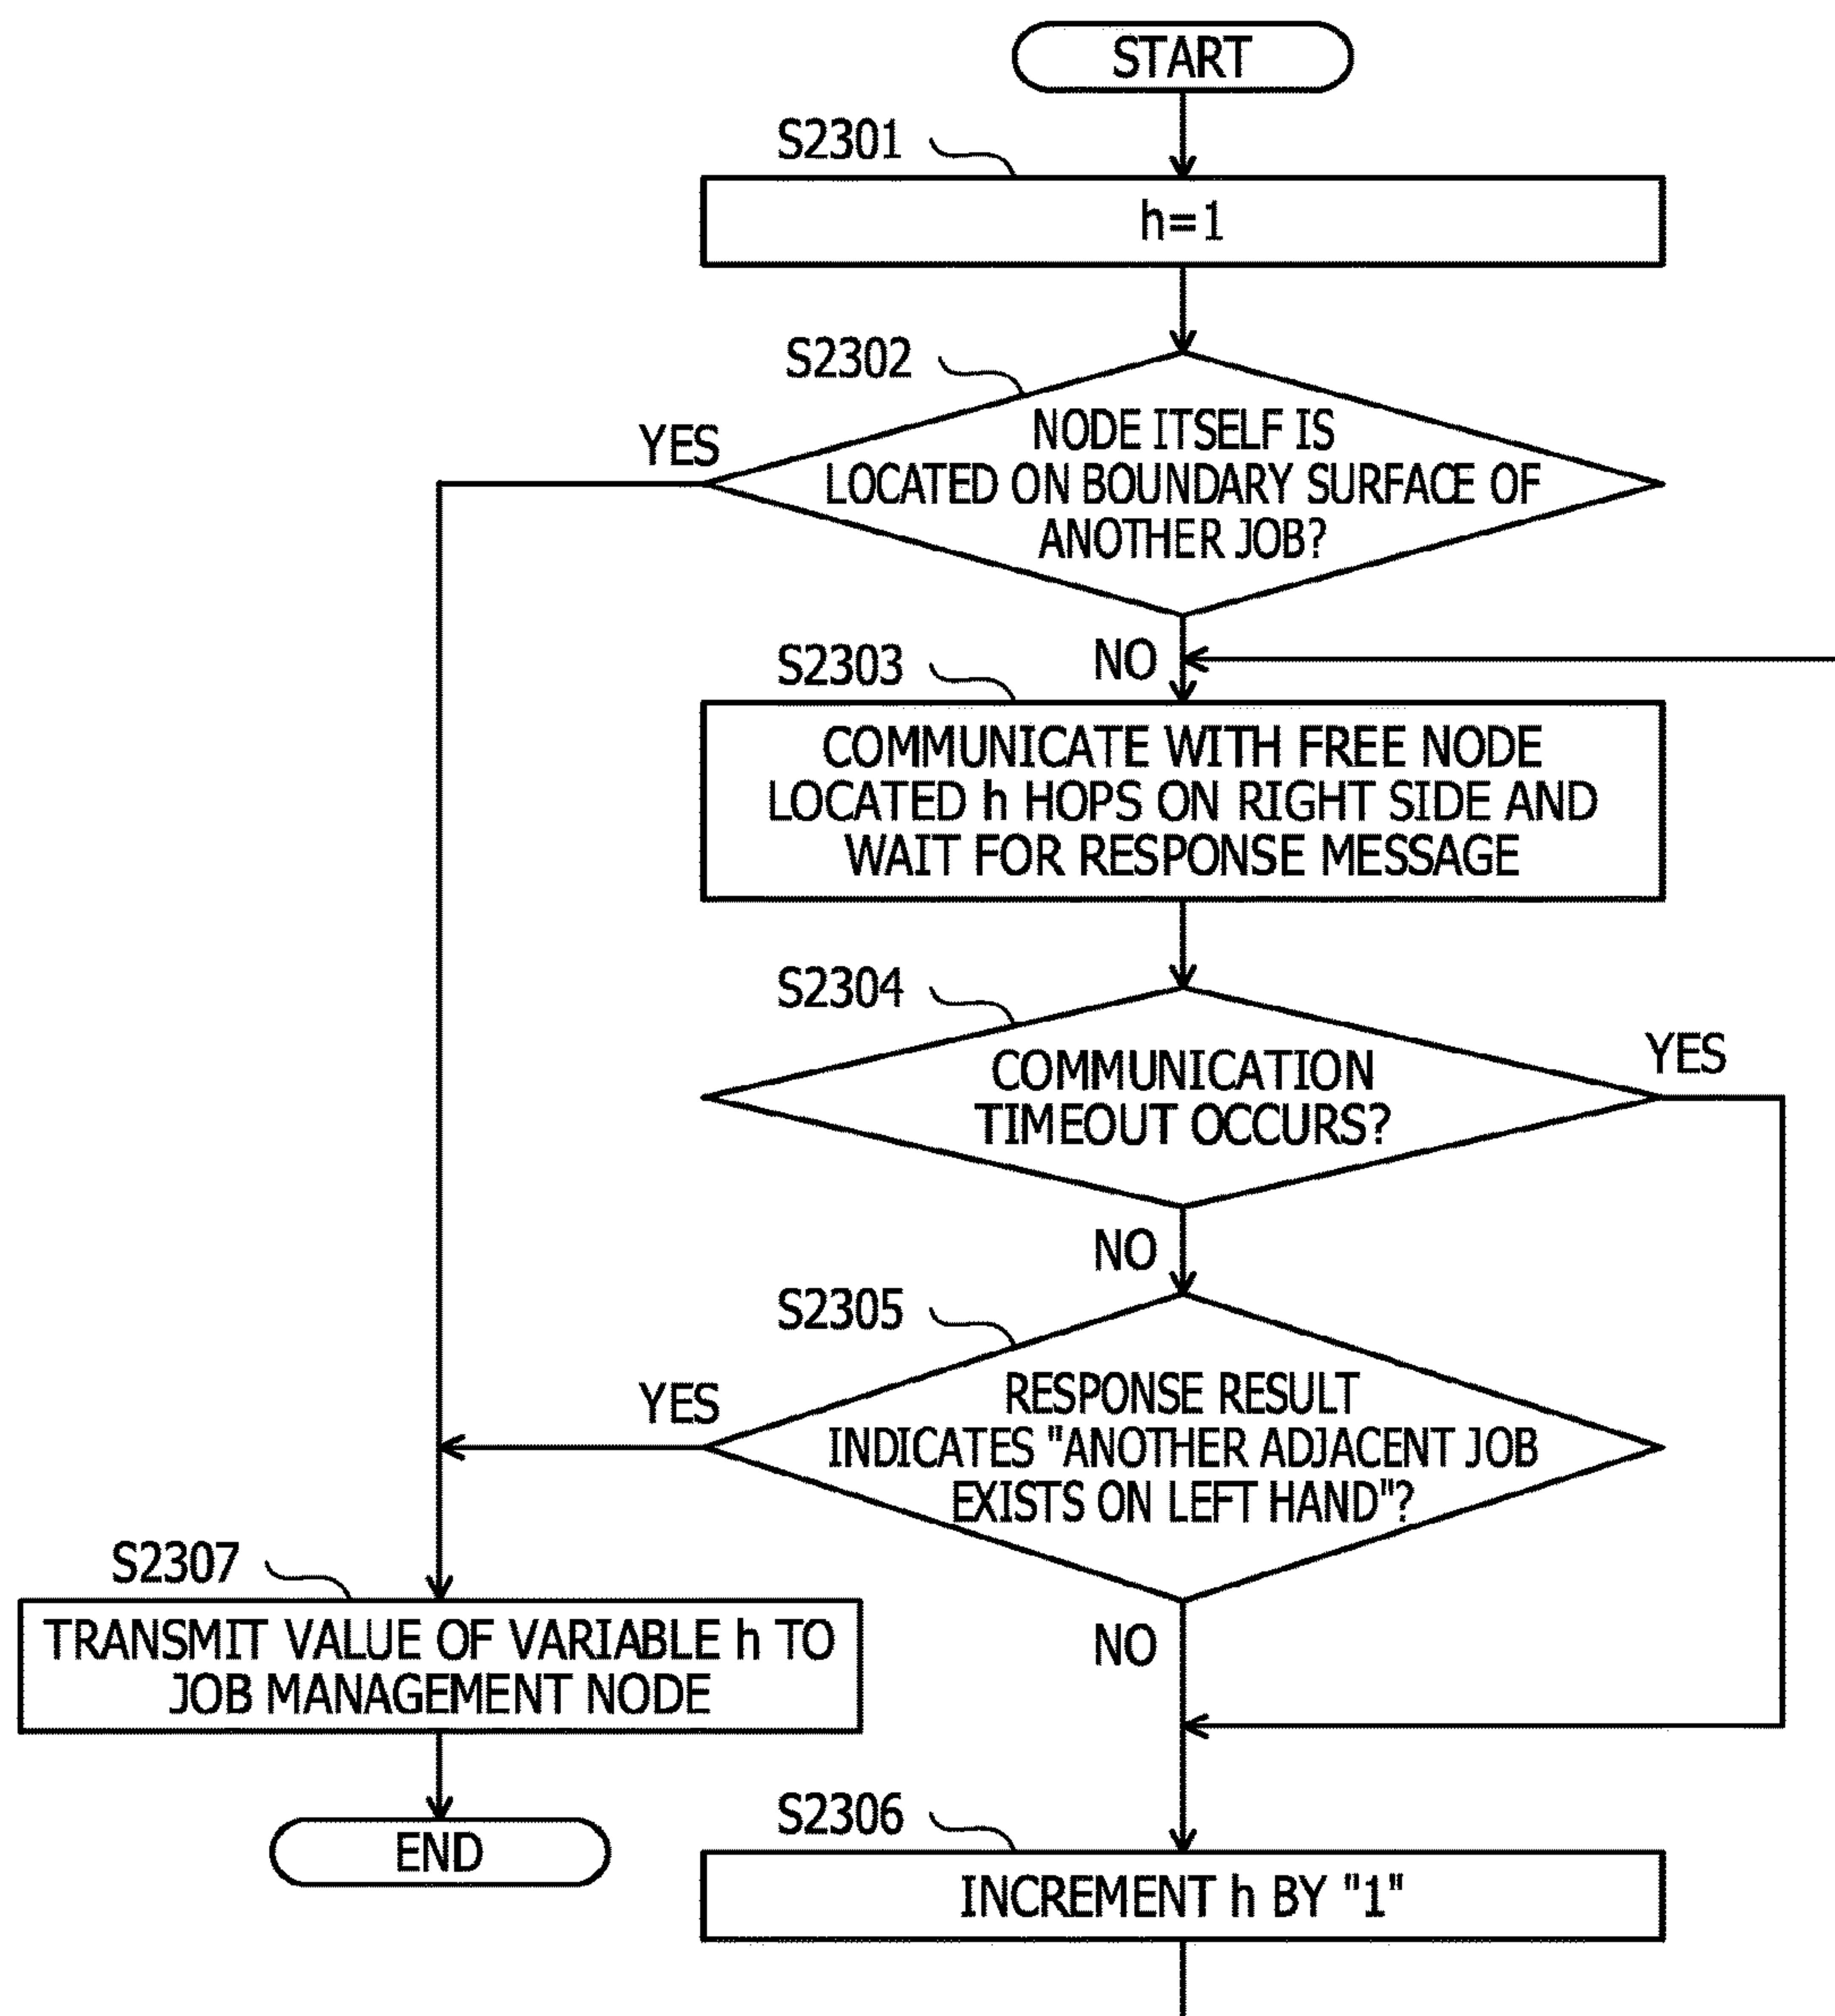 START
S2301
h=1
S2302
NODE ITSELF IS
LOCATED ON BOUNDARY SURFACE OF
ANOTHER JOB?
YES
NO
S2303
COMMUNICATE WITH FREE NODE
LOCATED h HOPS ON RIGHT SIDE AND
WAIT FOR RESPONSE MESSAGE
S2304
COMMUNICATION
TIMEOUT OCCURS?
YES
NO
S2305
RESPONSE RESULT
INDICATES "ANOTHER ADJACENT JOB
EXISTS ON LEFT HAND"?
YES
NO
S2307
TRANSMIT VALUE OF VARIABLE h TO
JOB MANAGEMENT NODE
END
S2306
INCREMENT h BY "1"